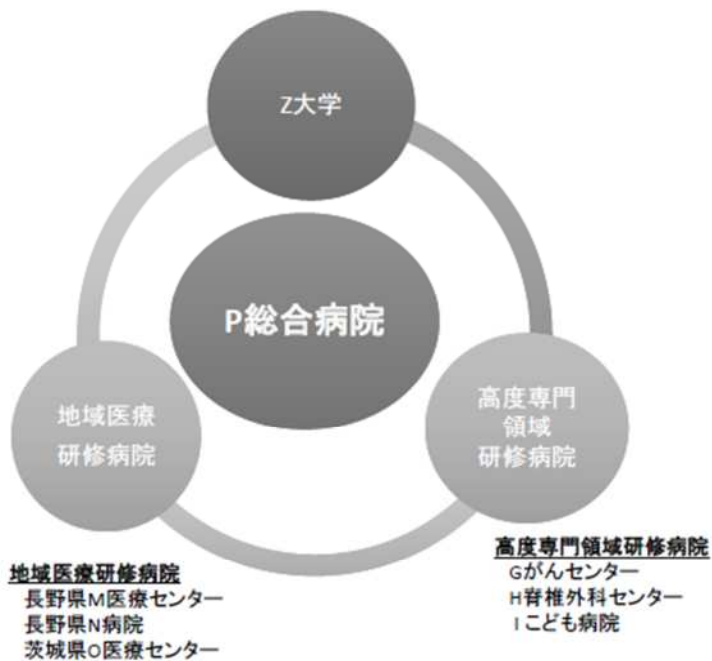 Z大学
P総合病院
地域医療
研修病院
高度専門
領域
研修病院
地域医療研修病院
長野県M医療センター
長野県N病院
茨城県O医療センター
高度専門領域研修病院
Gがんセンター
H脊椎外科センター
Iこども病院